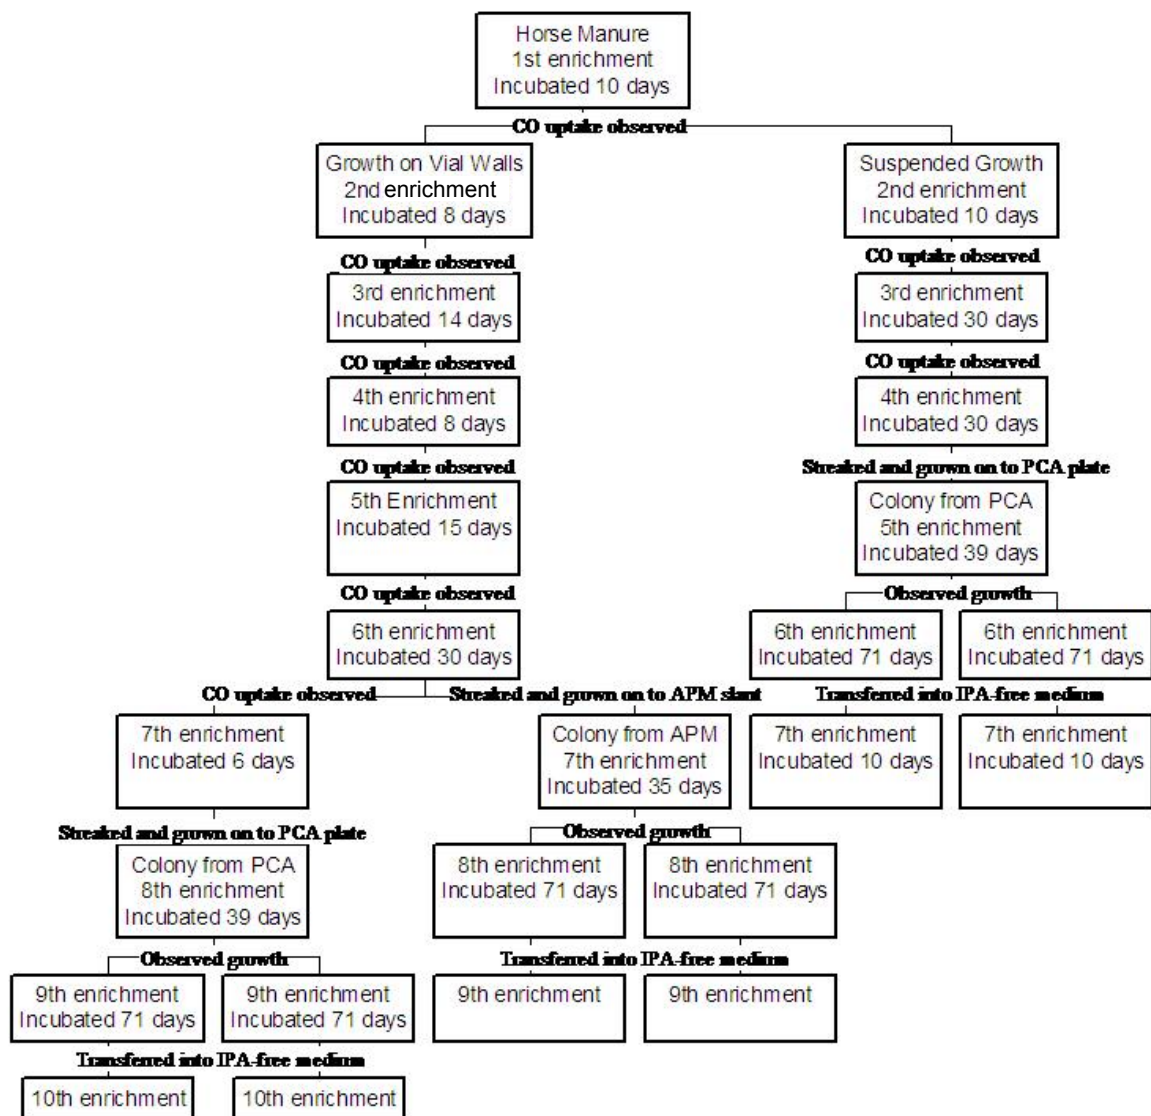 Horse Manure
1st enrichment
Incubated 10 days
CO uptake observed
Growth on Vial Walls
2nd enrichment
Incubated 8 days
Suspended Growth
2nd enrichment
Incubated 10 days
CO uptake observed
CO uptake observed
3rd enrichment
Incubated 14 days
3rd enrichment
Incubated 30 days
CO uptake observed
CO uptake observed
4th enrichment
Incubated 8 days
4th enrichment
Incubated 30 days
CO uptake observed
Streaked and grown on to PCA plate
5th Enrichment
Incubated 15 days
Colony from PCA
5th enrichment
Incubated 39 days
CO uptake observed
Observed growth
6th enrichment
Incubated 30 days
6th enrichment
Incubated 71 days
6th enrichment
Incubated 71 days
CO uptake observed
Streaked and grown on to APM slant
Transferred into IPA-free medium
7th enrichment
Incubated 6 days
Colony from APM
7th enrichment
Incubated 35 days
7th enrichment
Incubated 10 days
7th enrichment
Incubated 10 days
Streaked and grown on to PCA plate
Observed growth
Colony from PCA
8th enrichment
Incubated 39 days
8th enrichment
Incubated 71 days
8th enrichment
Incubated 71 days
Observed growth
Transferred into IPA-free medium
9th enrichment
Incubated 71 days
9th enrichment
Incubated 71 days
9th enrichment
9th enrichment
Transferred into IPA-free medium
10th enrichment
10th enrichment